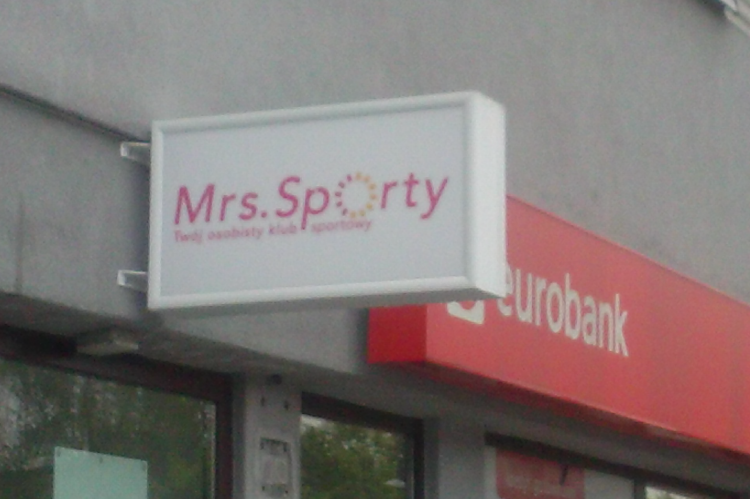 Mrs.Sporty
Twój osobisty klub sportowy
eurobank